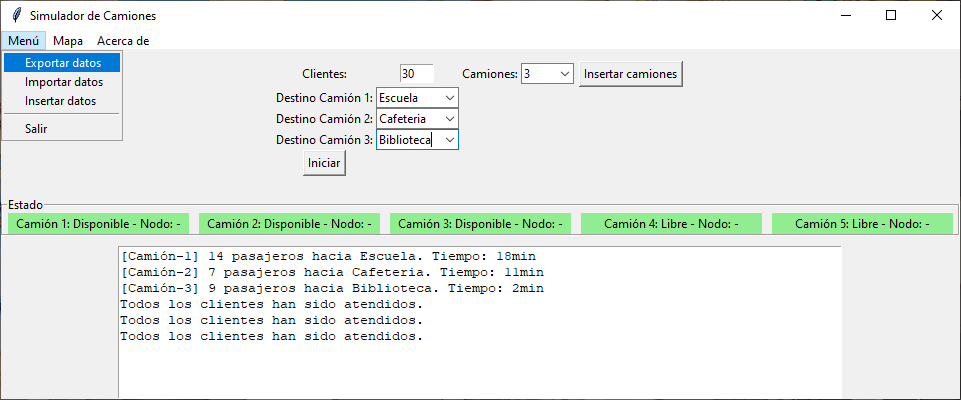 Simulador de Camiones
Menú Mapa Acerca de
Exportar datos
Importar datos
Insertar datos
Salir
Clientes: 30 Camiones: 3 Insertar camiones
Destino Camión 1: Escuela
Destino Camión 2: Cafeteria
Destino Camión 3: Biblioteca
Iniciar
Estado
Camión 1: Disponible - Nodo: - Camión 2: Disponible - Nodo: - Camión 3: Disponible - Nodo: - Camión 4: Libre - Nodo: - Camión 5: Libre - Nodo: -
[Camión-1] 14 pasajeros hacia Escuela. Tiempo: 18min
[Camión-2] 7 pasajeros hacia Cafeteria. Tiempo: 11min
[Camión-3] 9 pasajeros hacia Biblioteca. Tiempo: 2min
Todos los clientes han sido atendidos.
Todos los clientes han sido atendidos.
Todos los clientes han sido atendidos.